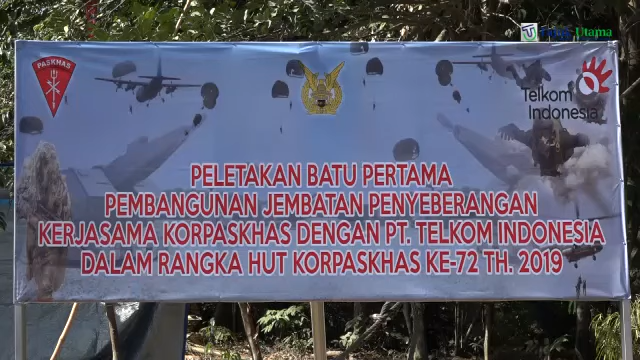 PASKHAS
Utama
Telkom
Indonesia
PELETAKAN BATU PERTAMA
PEMBANGUNAN JEMBATAN PENYEBERANGAN
KERJASAMA KORPASKHAS DENGAN PT. TELKOM INDONESIA
DALAM RANGKA HUT KORPASKHAS KE-72 TH. 2019